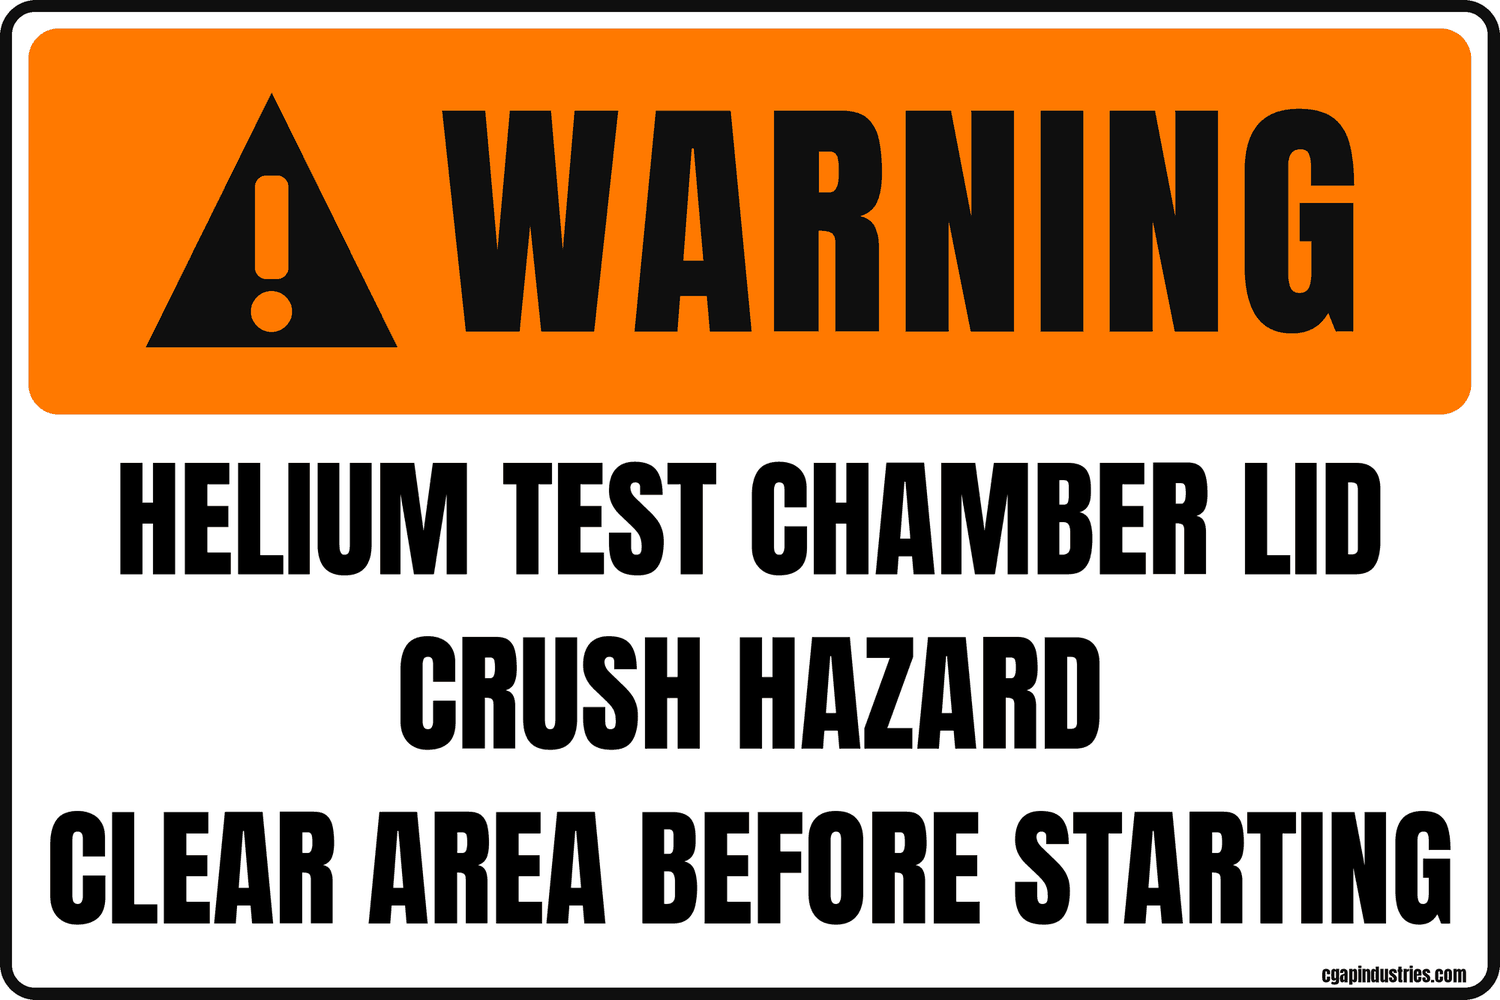 WARNING
HELIUM TEST CHAMBER LID
CRUSH HAZARD
CLEAR AREA BEFORE STARTING
cgapindustries.com